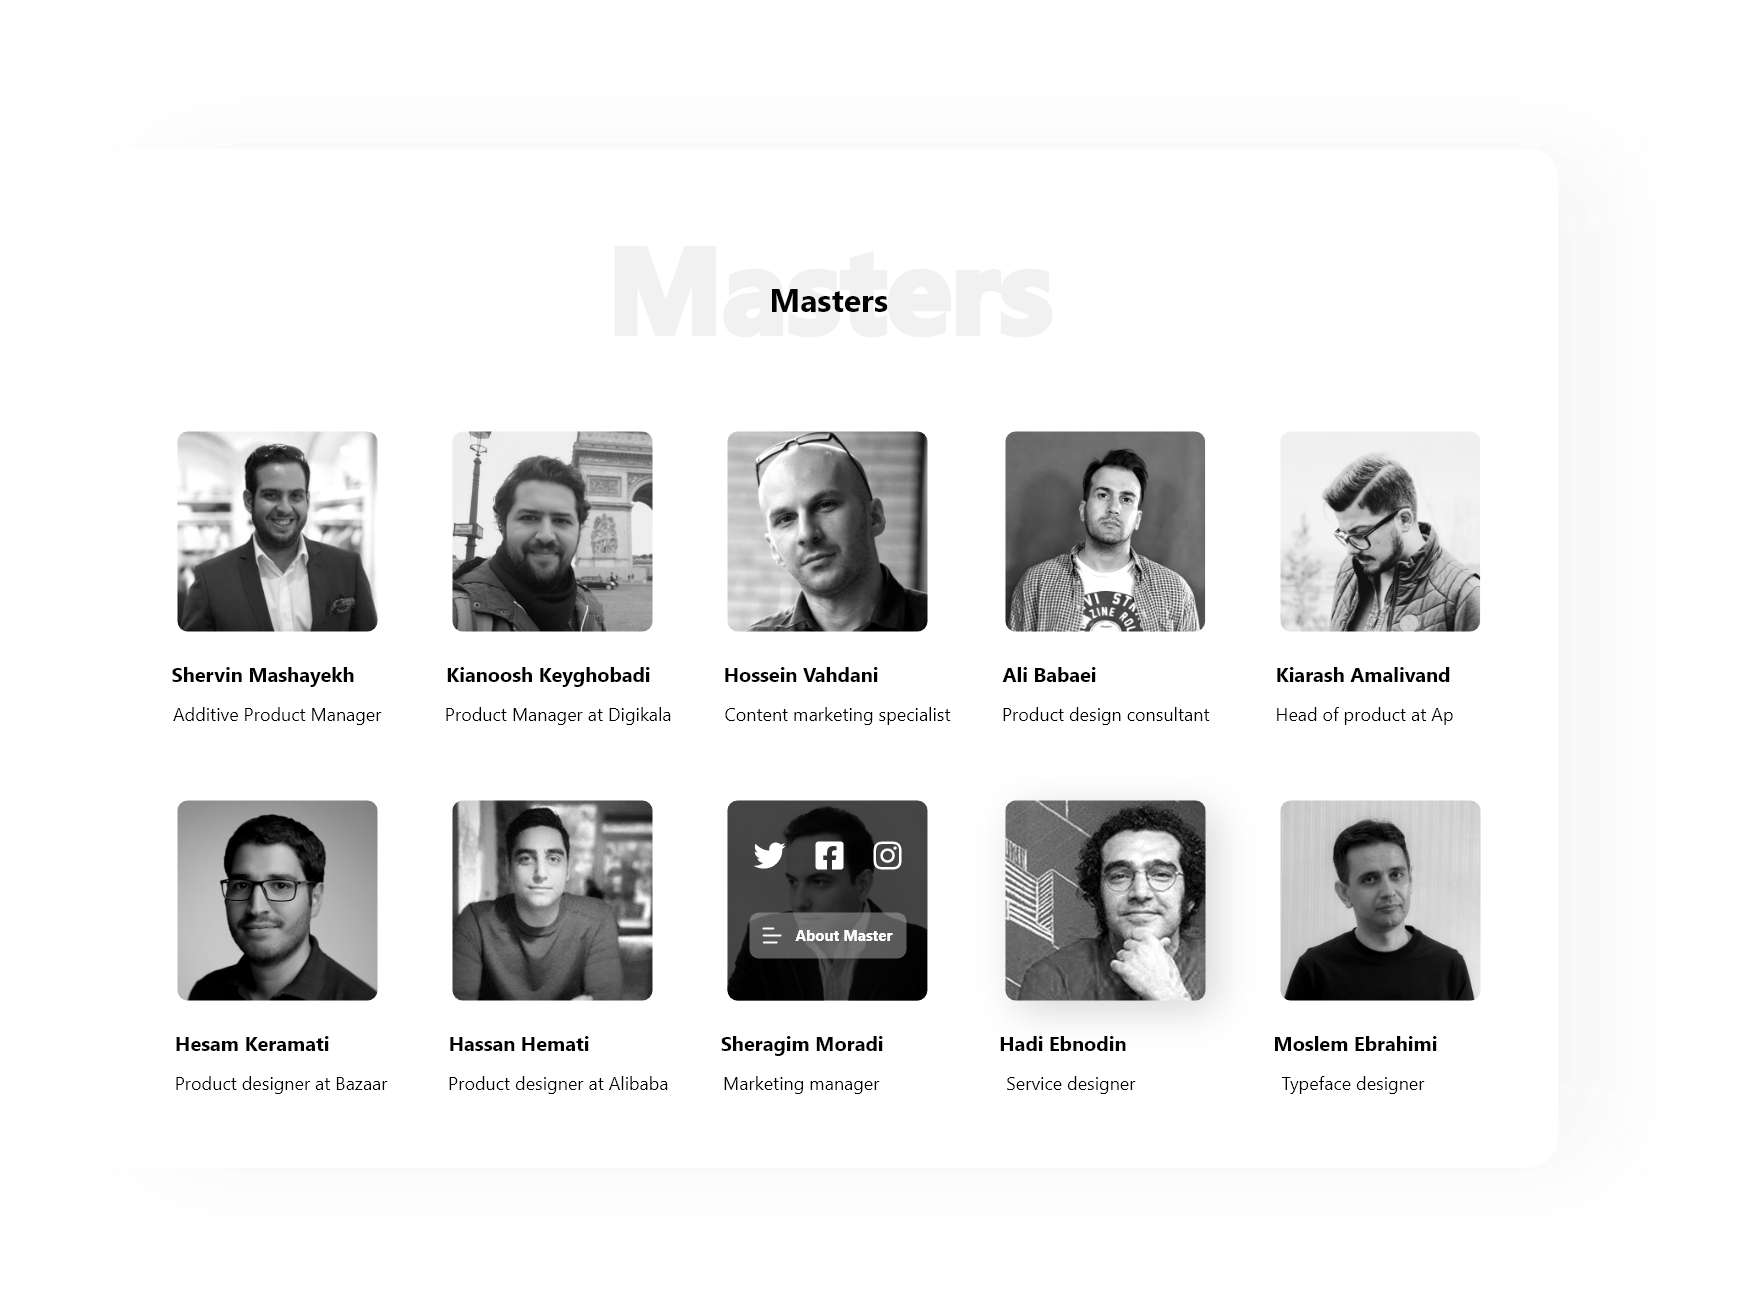 Masters
Masters
Shervin Mashayekh
Additive Product Manager
Kianoosh Keyghobadi
Product Manager at Digikala
Hossein Vahdani
Content marketing specialist
Ali Babaei
Product design consultant
Kiarash Amalivand
Head of product at Ap
Hesam Keramati
Product designer at Bazaar
Hassan Hemati
Product designer at Alibaba
About Master
Sheragim Moradi
Marketing manager
Hadi Ebnodin
Service designer
Moslem Ebrahimi
Typeface designer